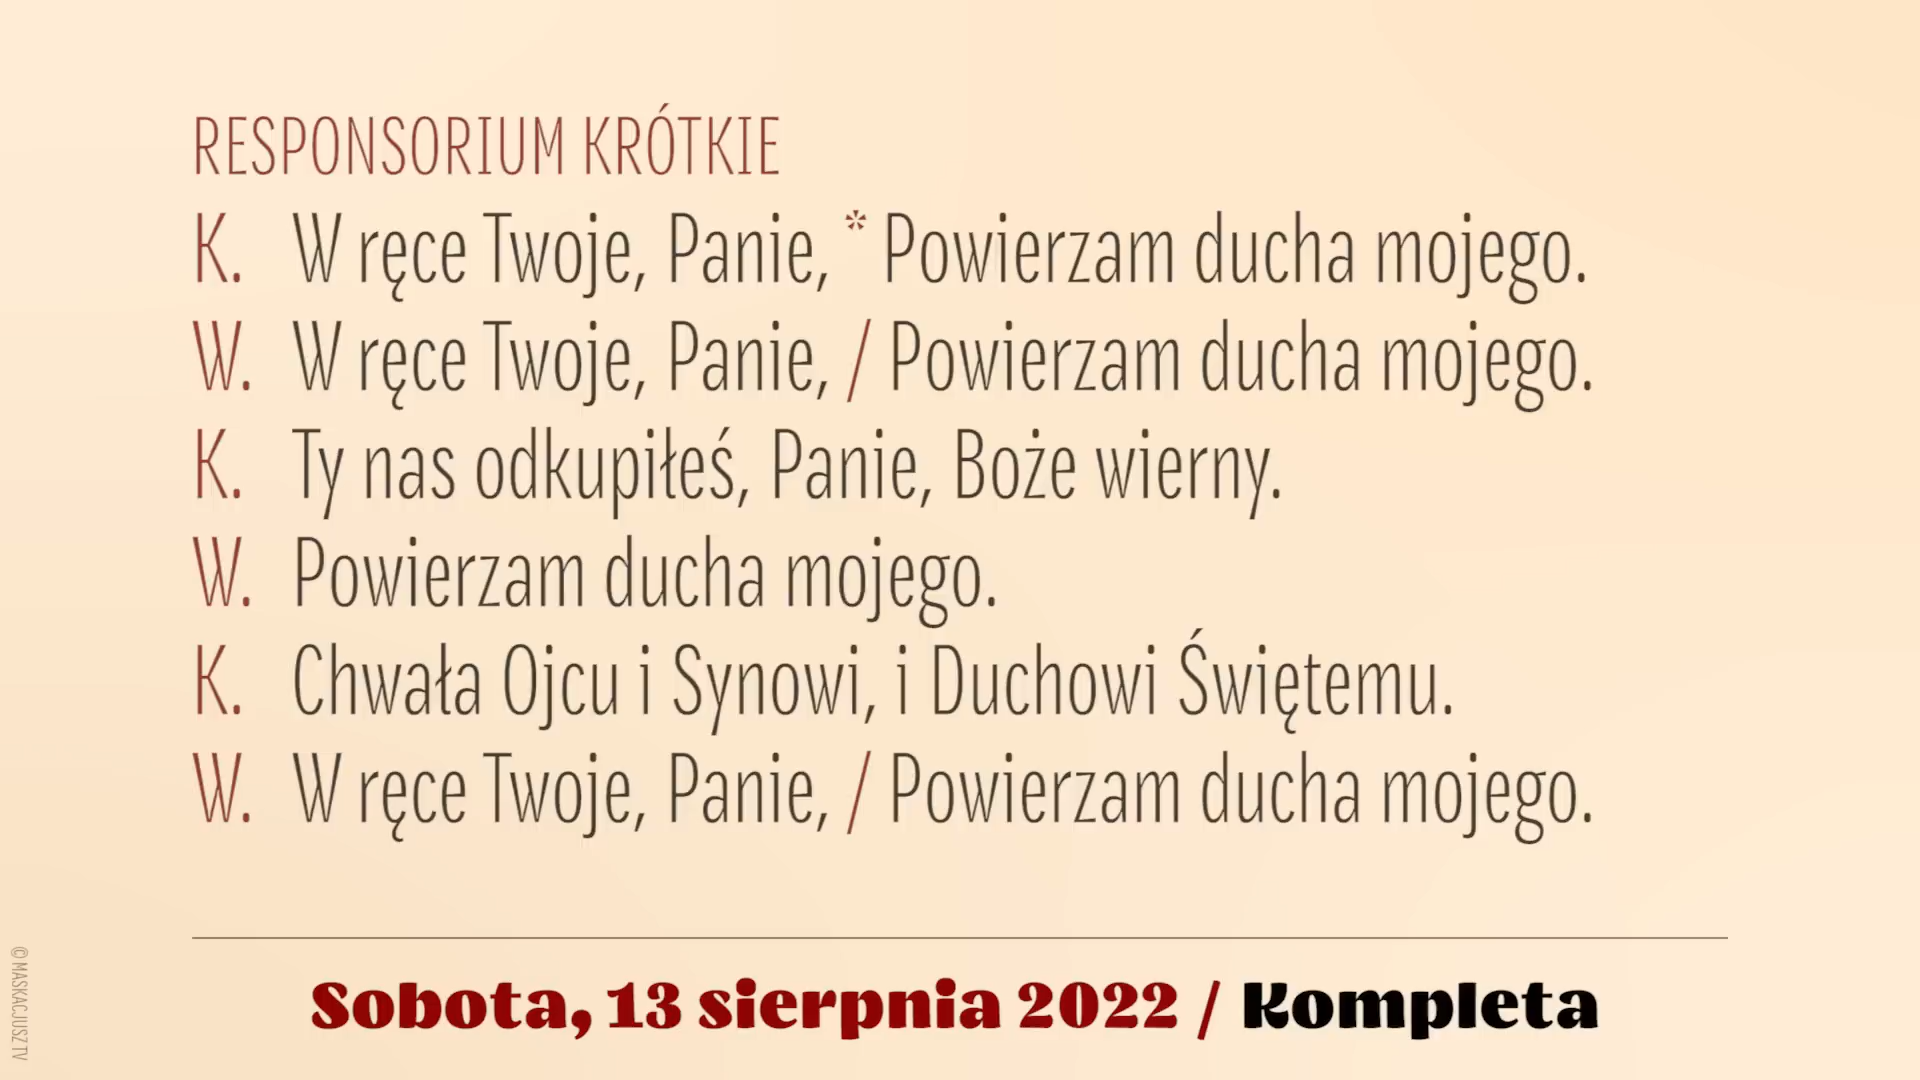 RESPONSORIUM KRÓTKIE
K. W ręce Twoje, Panie, * Powierzam ducha mojego.
W. W ręce Twoje, Panie, / Powierzam ducha mojego.
K. Ty nas odkupiłeś, Panie, Boże wierny.
W. Powierzam ducha mojego.
K. Chwała Ojcu i Synowi, i Duchowi Świętemu.
W. W ręce Twoje, Panie, / Powierzam ducha mojego.
Sobota, 13 sierpnia 2022 / Kompleta
© MASKACJUSZ TV